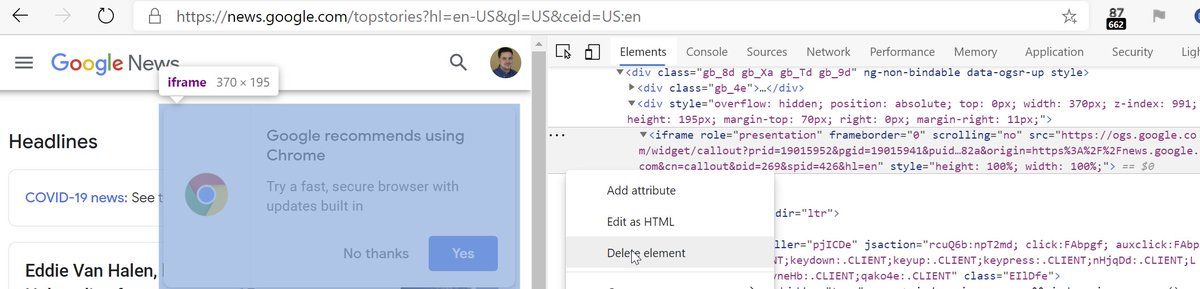 https://news.google.com/topstories?hl=en-US&gl=US&ceid=US:en
87
662
Google News
iframe 370 × 195
Headlines
COVID-19 news: See t
Eddie Van Halen,
Google recommends using
Chrome
Try a fast, secure browser with
updates built in
No thanks
Yes
Elements Console Sources Network Performance Memory Application Security Lig
▼<div class="gb_8d gb_Xa gb_Td gb_9d" ng-non-bindable data-ogsr-up style>
▶<div class="gb_4e">…</div>
▼<div style="overflow: hidden; position: absolute; top: 0px; width: 370px; z-index: 991;
height: 195px; margin-top: 70px; right: 0px; margin-right: 11px;">
… ▼<iframe role="presentation" frameborder="0" scrolling="no" src="https://ogs.google.co
m/widget/callout?prid=19015952&pgid=19015941&puid…82a&origin=https%3A%2F%2Fnews.google.
com&cn=callout&pid=269&spid=426&hl=en" style="height: 100%; width: 100%;"> == $0
Add attribute
Edit as HTML
Delete element
dir="ltr">
ller="pjICDe" jsaction="rcuQ6b:npT2md; click:FAbpgf; auxclick:FAbp
NT;keydown:.CLIENT;keyup:.CLIENT;keypress:.CLIENT;nHjqDd:.CLIENT;L
wneHb:.CLIENT;qako4e:.CLIENT" class="EIlDfe">